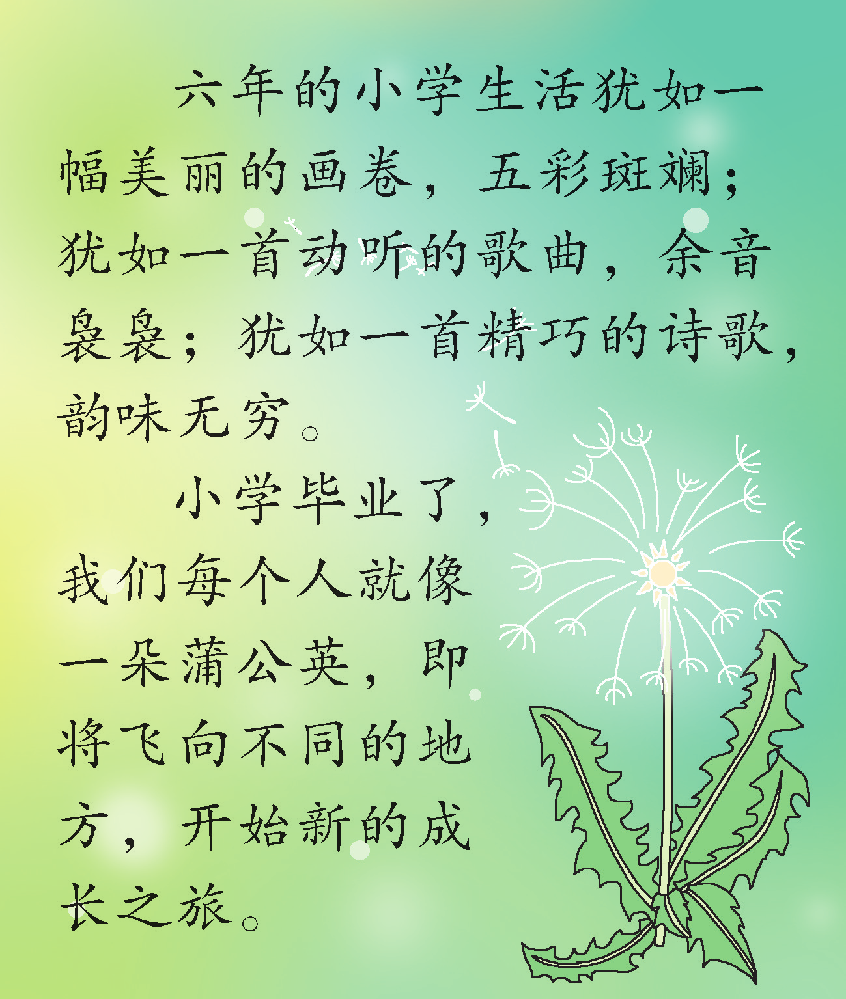 六年的小学生活犹如一
幅美丽的画卷，五彩斑斓；
犹如一首动听的歌曲，余音
袅袅；犹如一首精巧的诗歌，
韵味无穷。
小学毕业了，
我们每个人就像
一朵蒲公英，即
将飞向不同的地
方，开始新的成
长之旅。